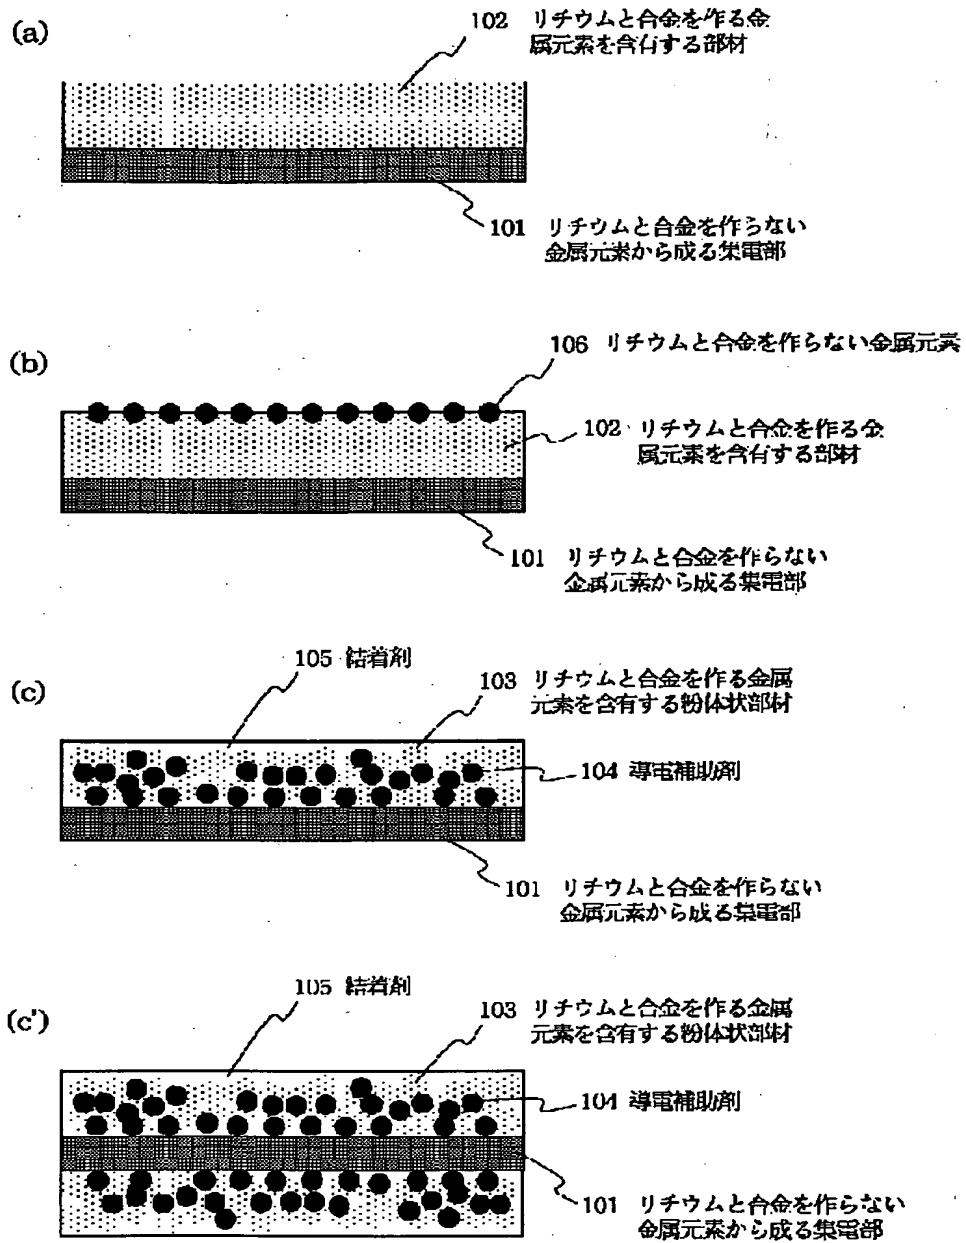 (a)
102 リチウムと合金を作る金
属元素を含有する部材
101 リチウムと合金を作らない
金属元素から成る集電部
(b)
106 リチウムと合金を作らない金属元素
102 リチウムと合金を作る金
属元素を含有する部材
101 リチウムと合金を作らない
金属元素から成る集電部
(c)
105 結着剤
103 リチウムと合金を作る金属
元素を含有する粉体状部材
104 導電補助剤
101 リチウムと合金を作らない
金属元素から成る集電部
(c')
105 結着剤
103 リチウムと合金を作る金属
元素を含有する粉体状部材
104 導電補助剤
101 リチウムと合金を作らない
金属元素から成る集電部